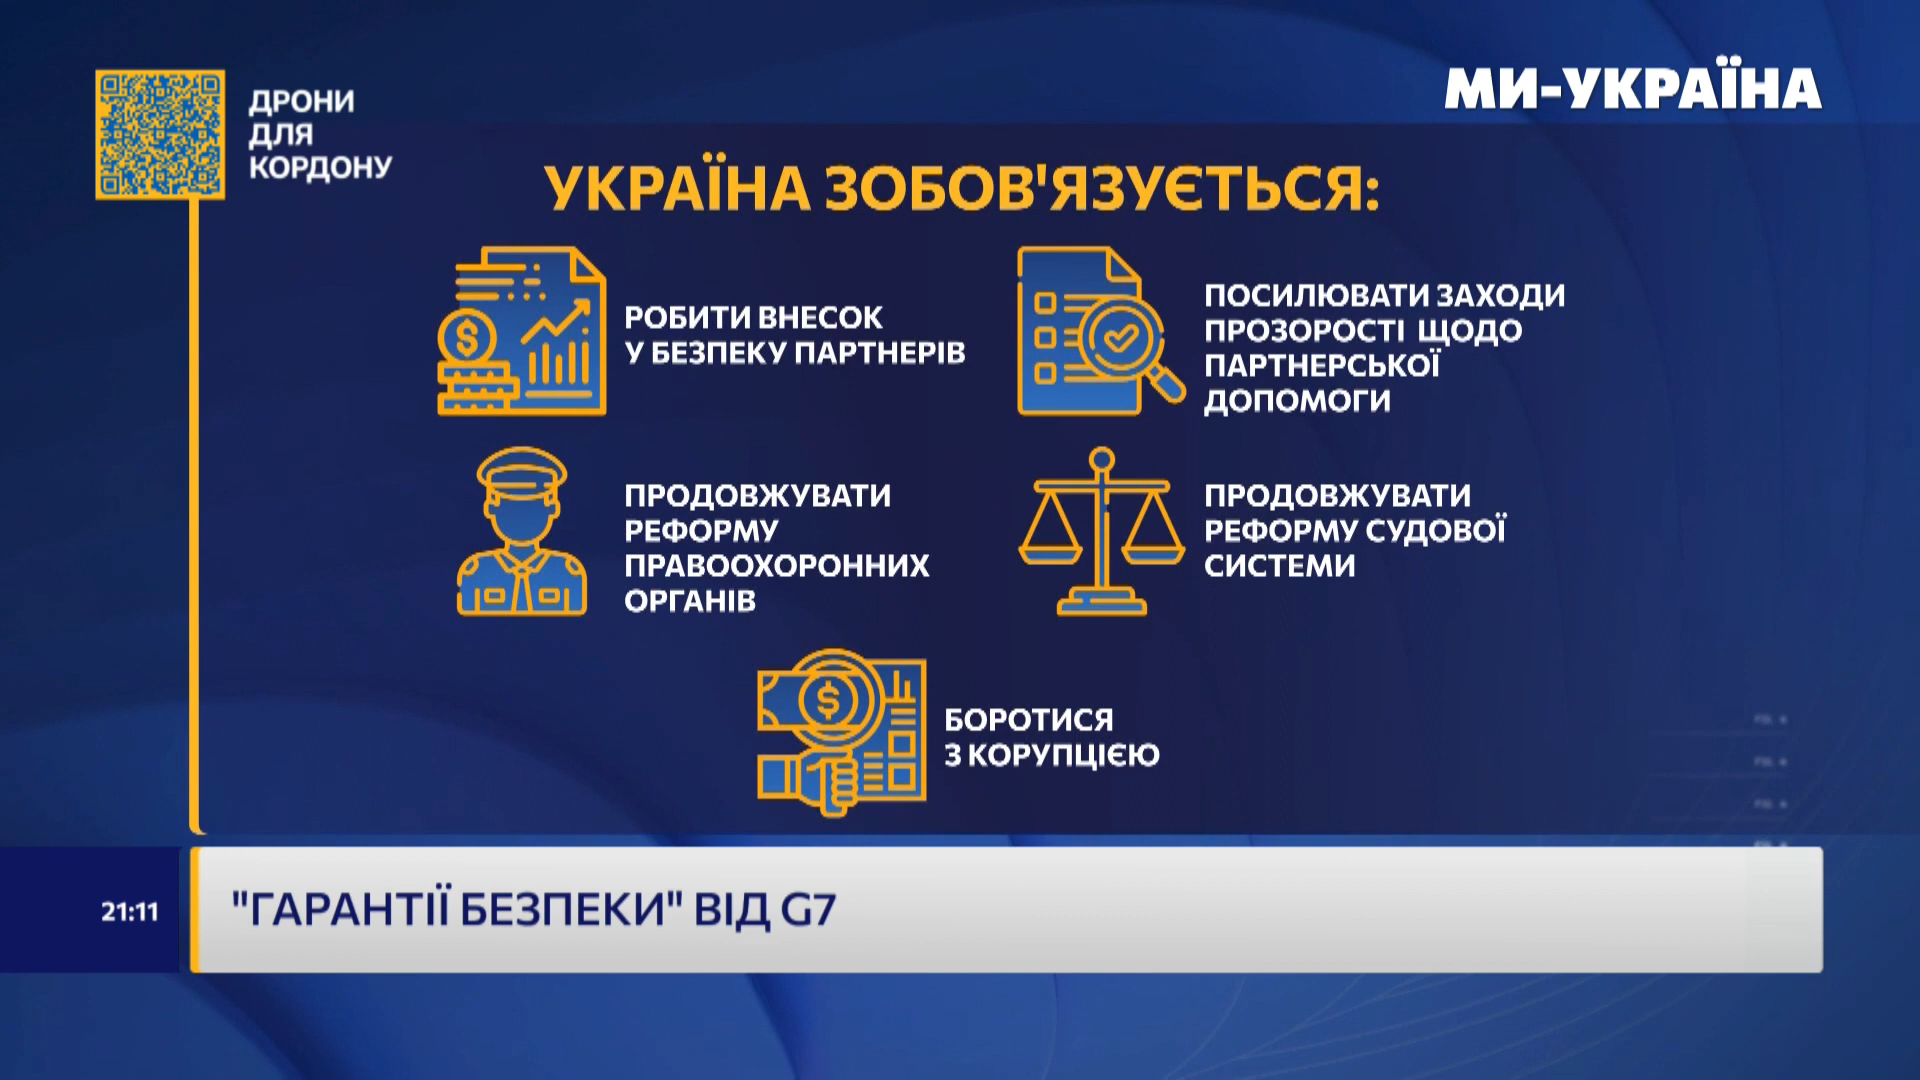 ДРОНИ
ДЛЯ
КОРДОНУ
МИ-УКРАЇНА
УКРАЇНА ЗОБОВ'ЯЗУЄТЬСЯ:
РОБИТИ ВНЕСОК
У БЕЗПЕКУ ПАРТНЕРІВ
ПОСИЛЮВАТИ ЗАХОДИ
ПРОЗОРОСТІ ЩОДО
ПАРТНЕРСЬКОЇ
ДОПОМОГИ
ПРОДОВЖУВАТИ
РЕФОРМУ
ПРАВООХОРОННИХ
ОРГАНІВ
ПРОДОВЖУВАТИ
РЕФОРМУ СУДОВОЇ
СИСТЕМИ
БОРОТИСЯ
З КОРУПЦІЄЮ
21:11
"ГАРАНТІЇ БЕЗПЕКИ" ВІД G7